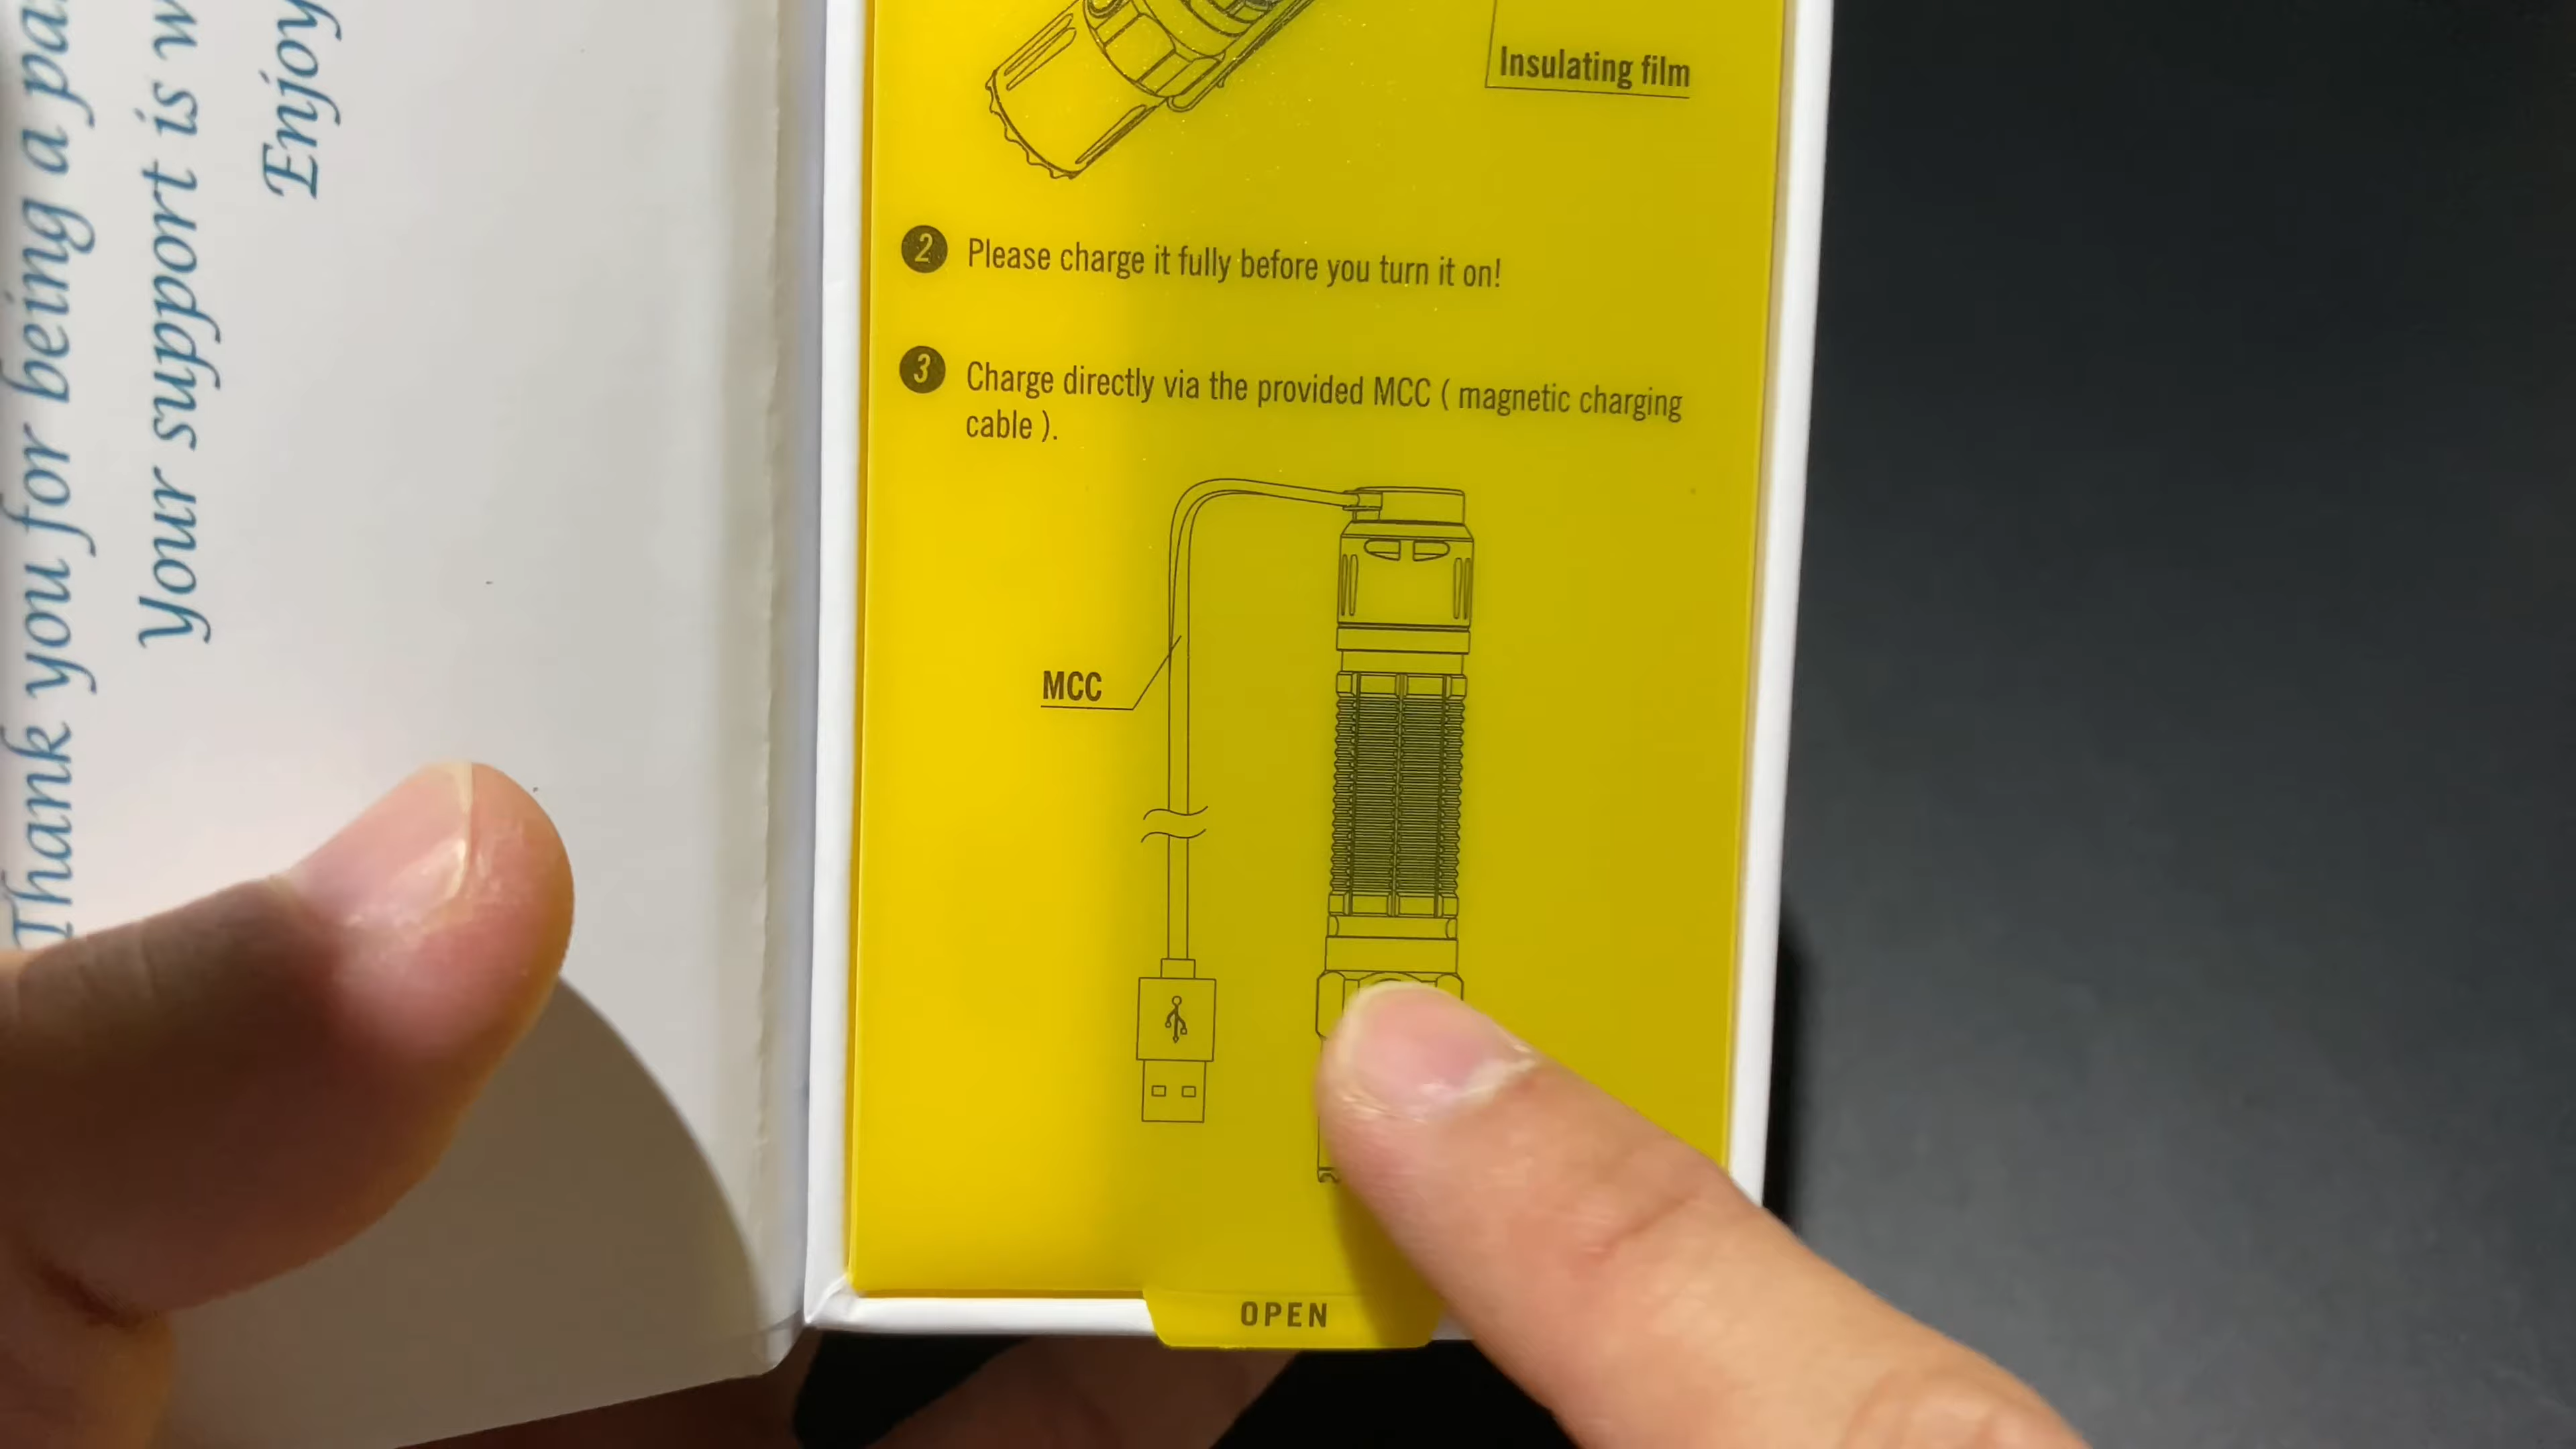 Thank you for being a pa
Your support is
Enjoy
Insulating film
2 Please charge it fully before you turn it on!
3 Charge directly via the provided MCC ( magnetic charging
cable ).
MCC
OPEN